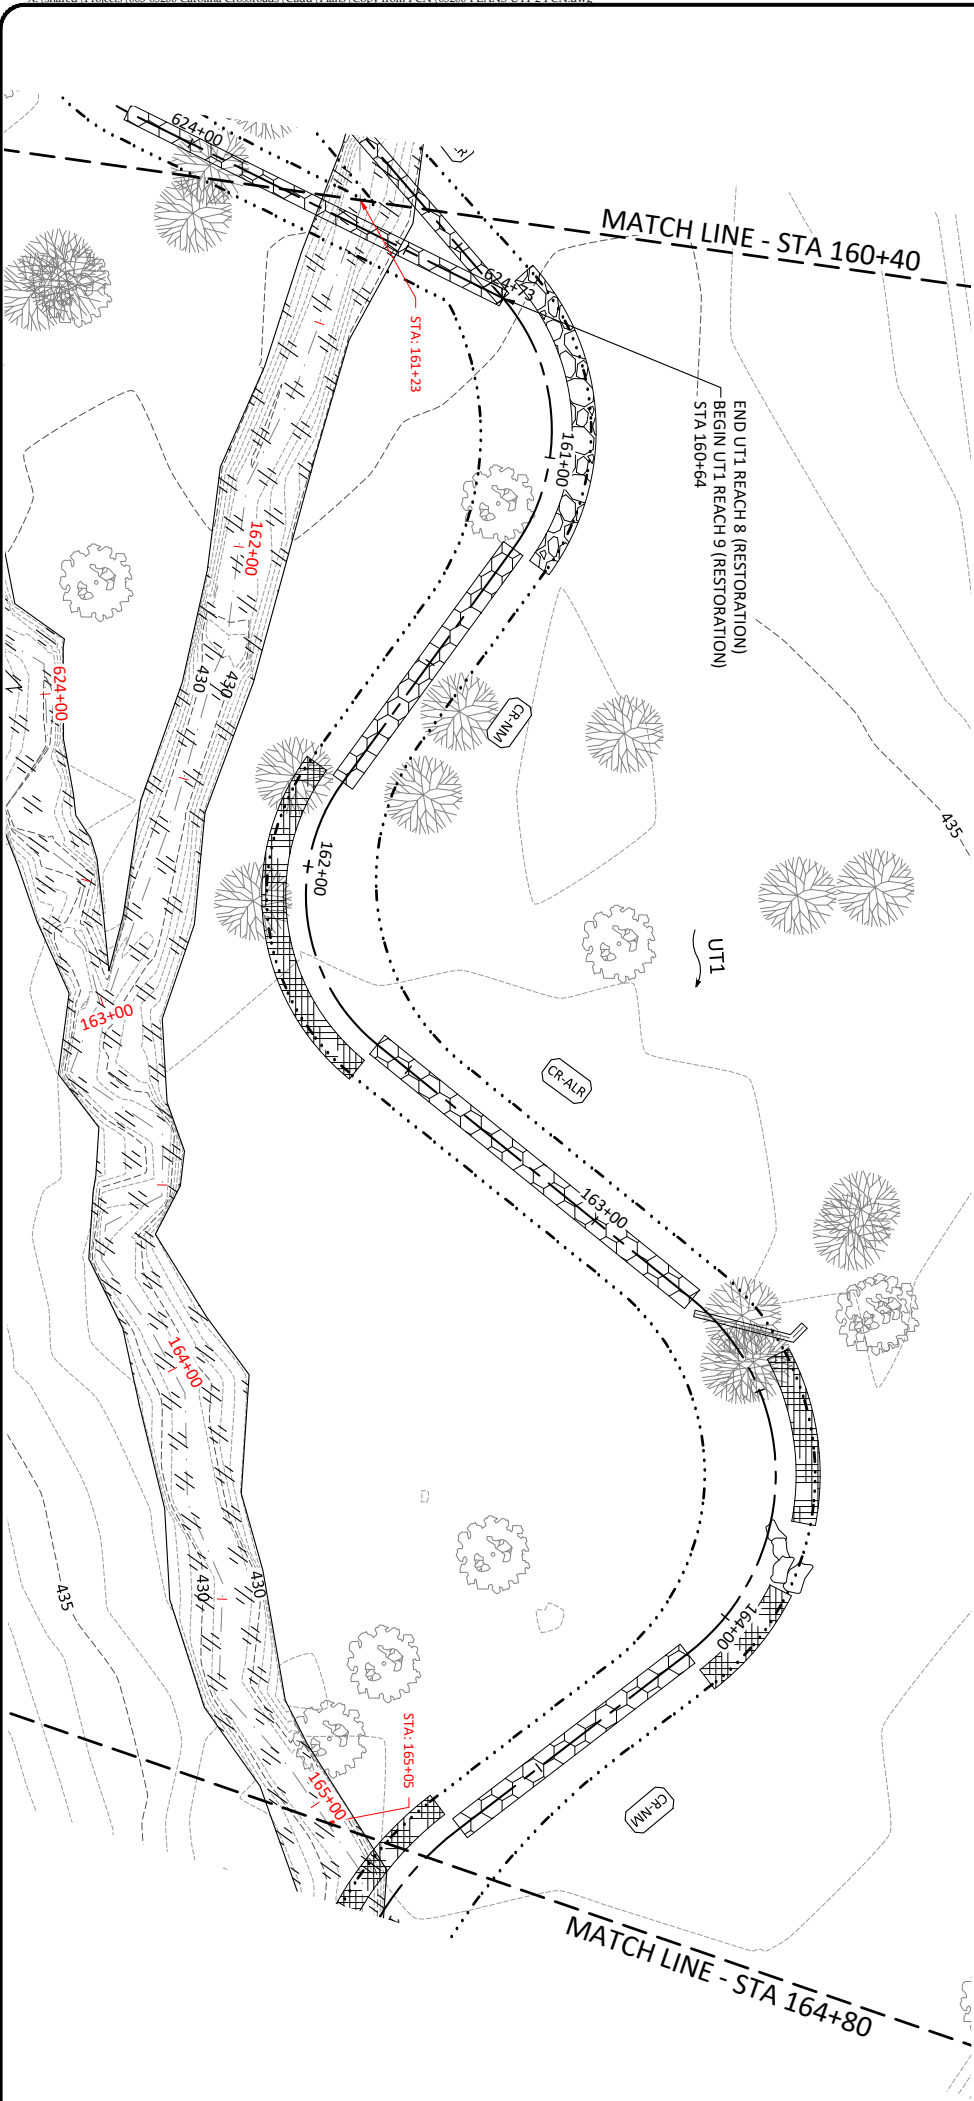 624+00
MATCH LINE - STA 160+40
624+73
STA: 161+23
END UT1 REACH 8 (RESTORATION)
BEGIN UT1 REACH 9 (RESTORATION)
STA 160+64
161+00
162+00
430
430
624+00
CR-NM
435
162+00
UT1
163+00
CR-ALR
163+00
164+00
430
430
435
164+00
STA: 165+05
165+00
CR-NM
MATCH LINE - STA 164+80